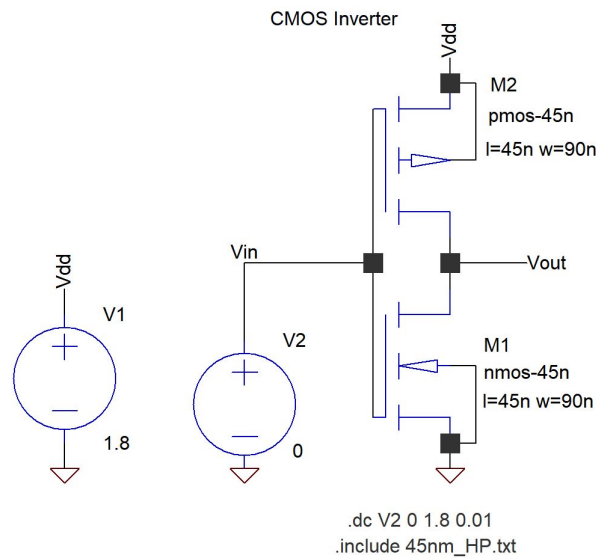 CMOS Inverter
Vdd
M2
pmos-45n
l=45n w=90n
Vin
Vout
Vdd
V1
1.8
V2
0
M1
nmos-45n
l=45n w=90n
.dc V2 0 1.8 0.01
.include 45nm_HP.txt